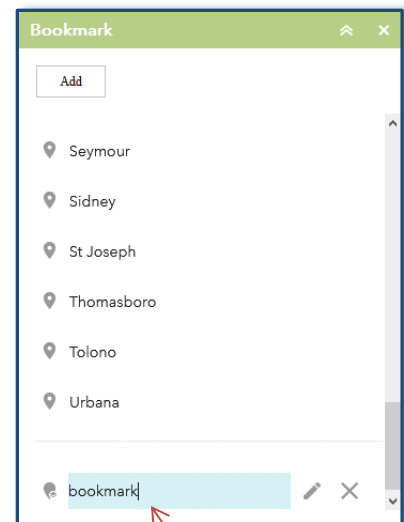 Bookmark
Add
Seymour
Sidney
St Joseph
Thomasboro
Tolono
Urbana
bookmark